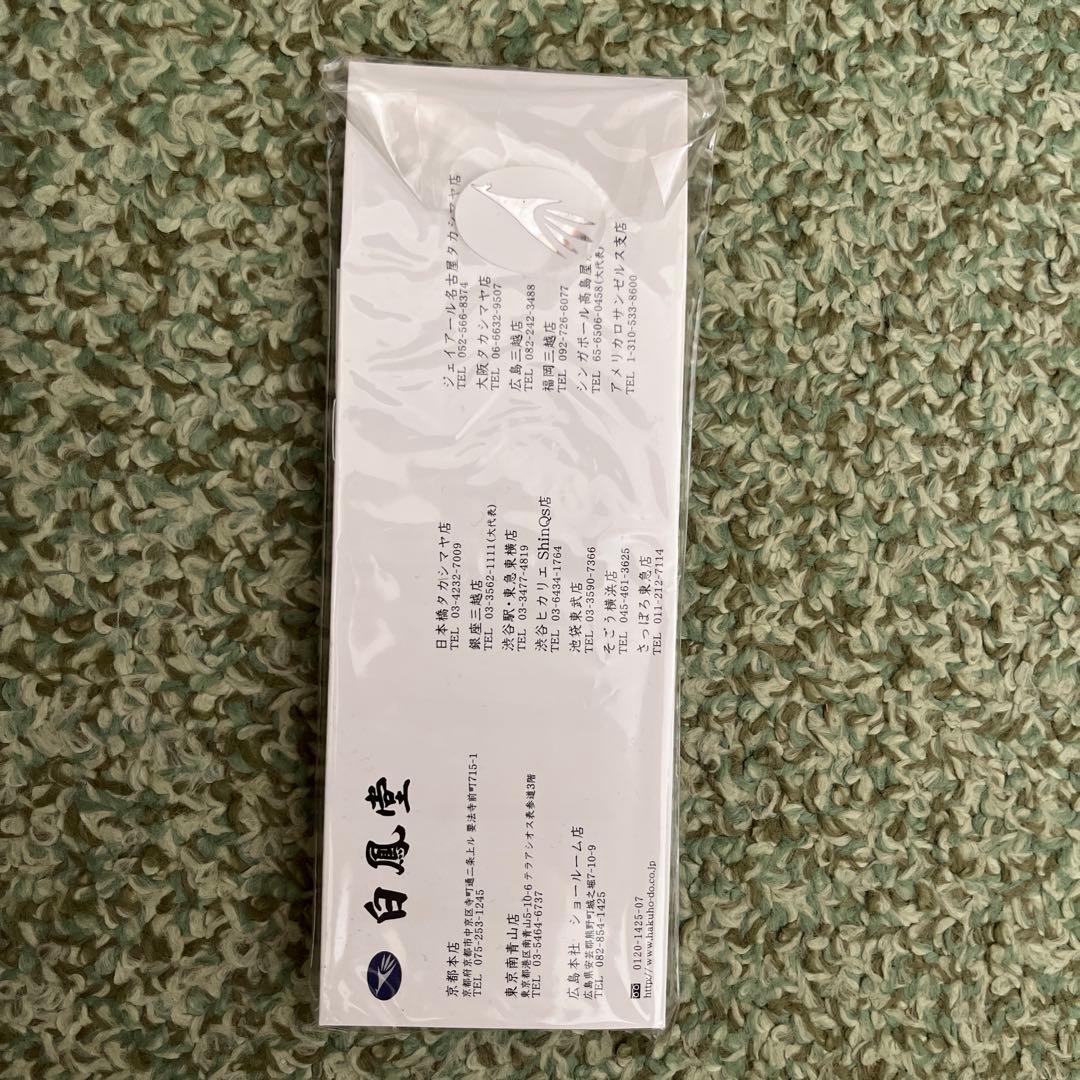 白鳳堂
京都本店
京都府京都市中京区寺町通二条上ル 要法寺前町715-1
TEL 075-253-1245
東京南青山店
東京都港区南青山5-10-6 テラアシオス表参道3階
TEL 03-5464-6737
広島本社 ショールーム店
広島県安芸郡熊野町城之堀7-10-9
TEL 082-854-1425
0120-1425-07
http://www.hakuho-do.co.jp
日本橋タカシマヤ店
TEL 03-4232-7009
銀座三越店
TEL 03-3562-1111(大代表)
渋谷駅・東急東横店
TEL 03-3477-4819
渋谷ヒカリエ ShinQs店
TEL 03-6434-1764
池袋東武店
TEL 03-3590-7366
そごう横浜店
TEL 045-461-3625
さっぽろ東急店
TEL 011-212-7114
ジェイアール名古屋タカシマヤ店
TEL 052-566-8374
大阪タカシマヤ店
TEL 06-6632-9507
広島三越店
TEL 082-242-3488
福岡三越店
TEL 092-726-6077
シンガポール高島屋
TEL 65-6506-0458(大代表)
アメリカロサンゼルス支店
TEL 1-310-533-8600